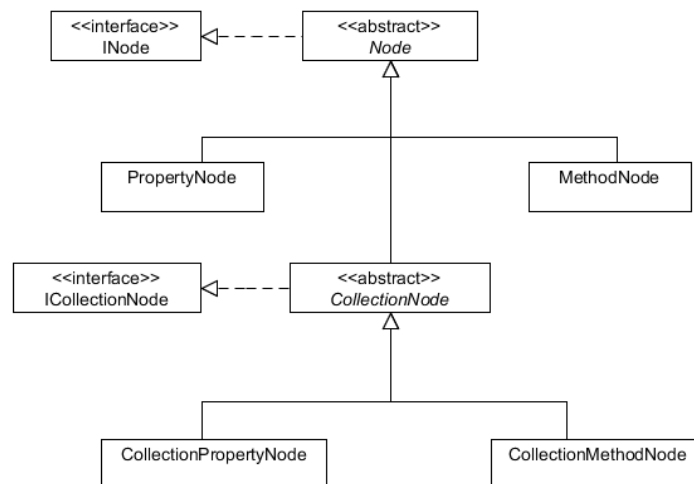 <<interface>>
INode
<<abstract>>
Node
PropertyNode
MethodNode
<<interface>>
ICollectionNode
<<abstract>>
CollectionNode
CollectionPropertyNode
CollectionMethodNode